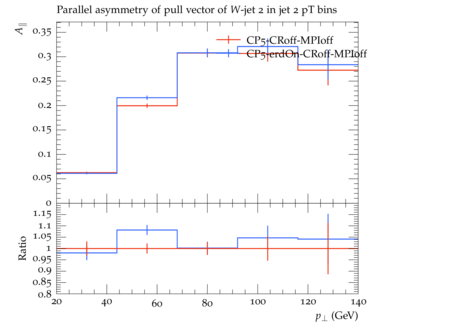 Parallel asymmetry of pull vector of W-jet 2 in jet 2 pT bins
A∥
CP5-CRoff-MPIoff
CP5-erdOn-CRoff-MPIoff
0.35
0.3
0.25
0.2
0.15
0.1
0.05
0
Ratio
1.15
1.1
1.05
1
0.95
0.9
0.85
0.8
20 40 60 80 100 120 140
p⊥ (GeV)